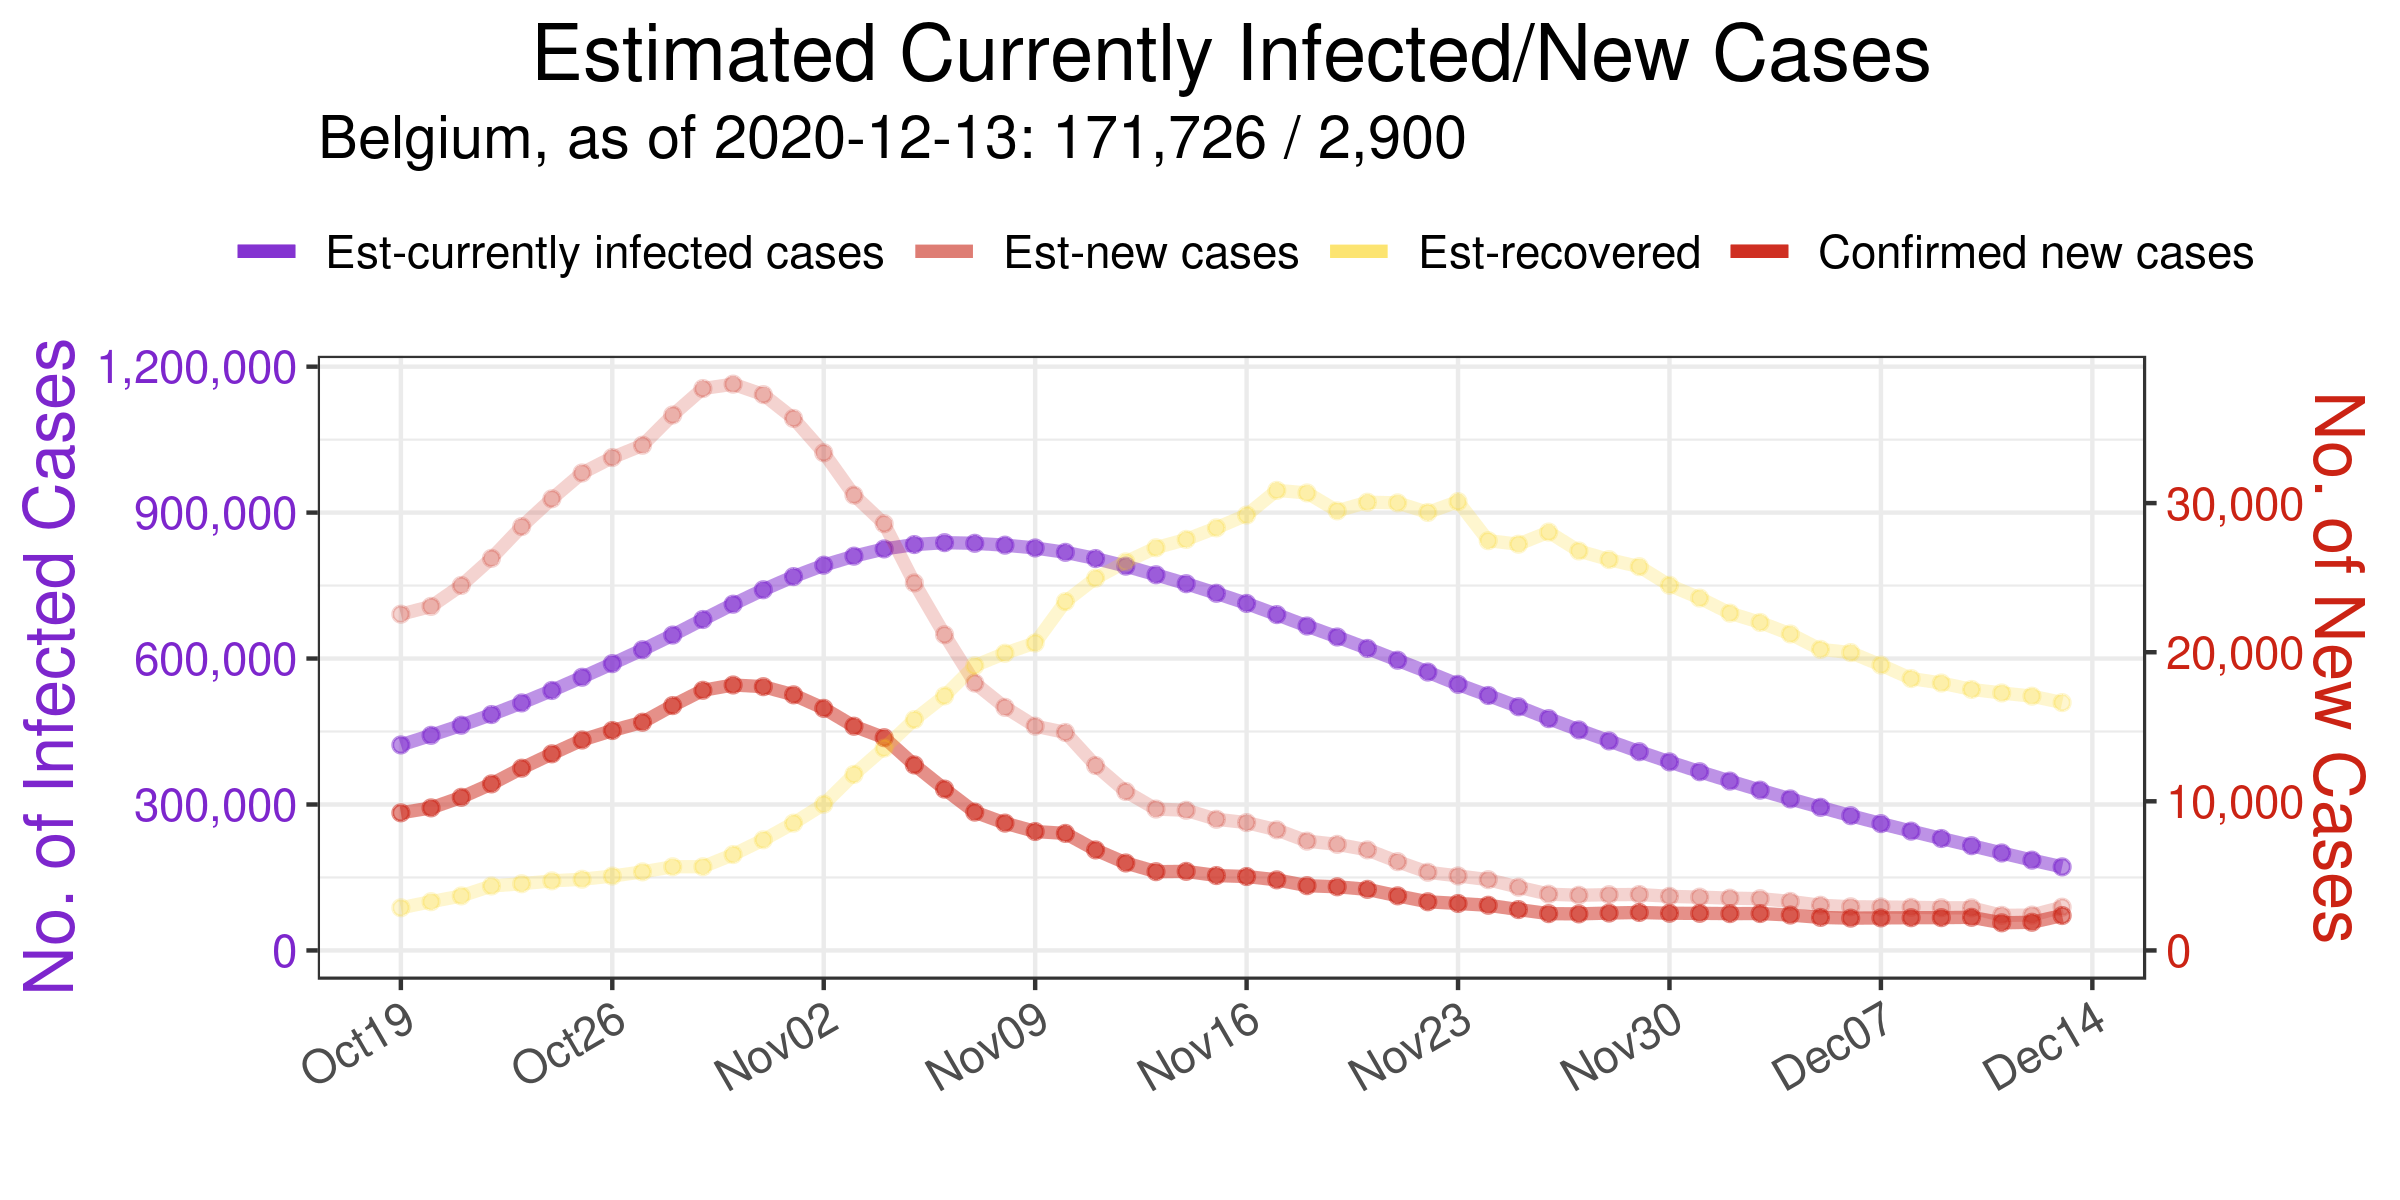 Estimated Currently Infected/New Cases
Belgium, as of 2020-12-13: 171,726 / 2,900
Est-currently infected cases Est-new cases Est-recovered Confirmed new cases
No. of Infected Cases
1,200,000
900,000
600,000
300,000
0
30,000
20,000
10,000
0
No. of New Cases
Oct19 Oct26 Nov02 Nov09 Nov16 Nov23 Nov30 Dec07 Dec14